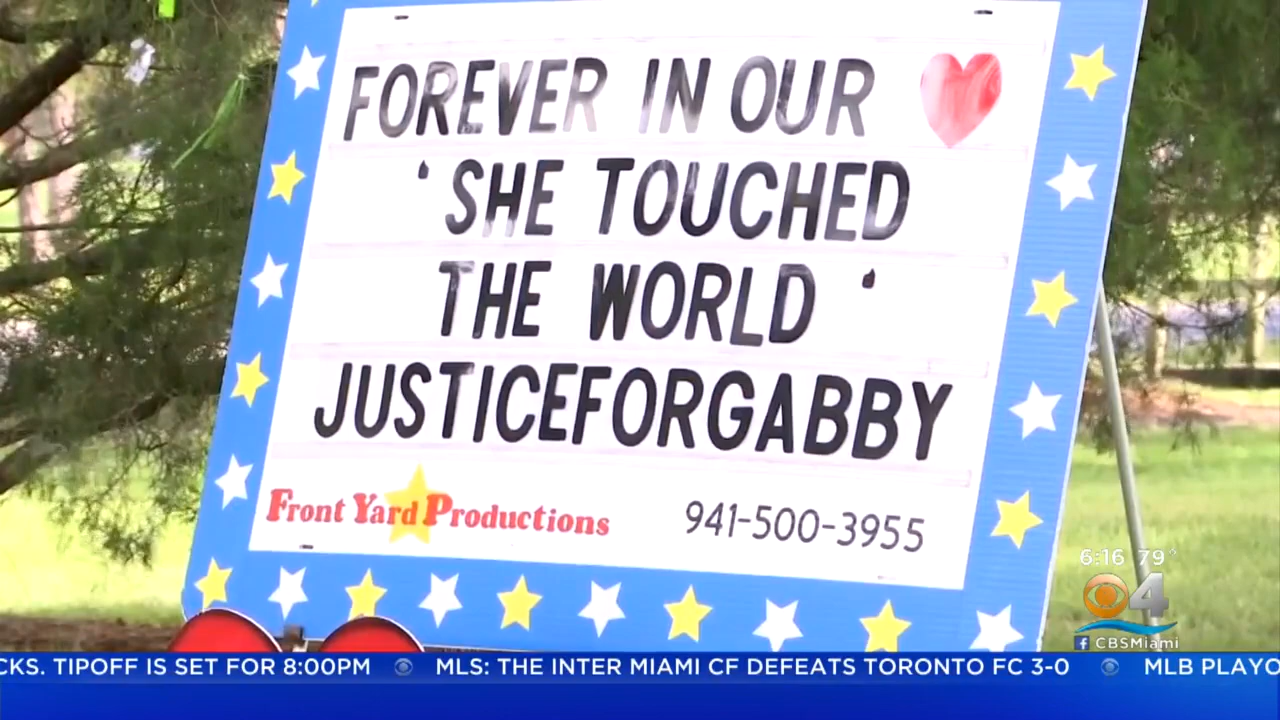 FOREVER IN OUR
‘SHE TOUCHED
THE WORLD‘
JUSTICEFORGABBY
Front Yard Productions
941-500-3955
6:16 79°
4
CBSMiami
CKS. TIPOFF IS SET FOR 8:00PM MLS: THE INTER MIAMI CF DEFEATS TORONTO FC 3-0 MLB PLAYO